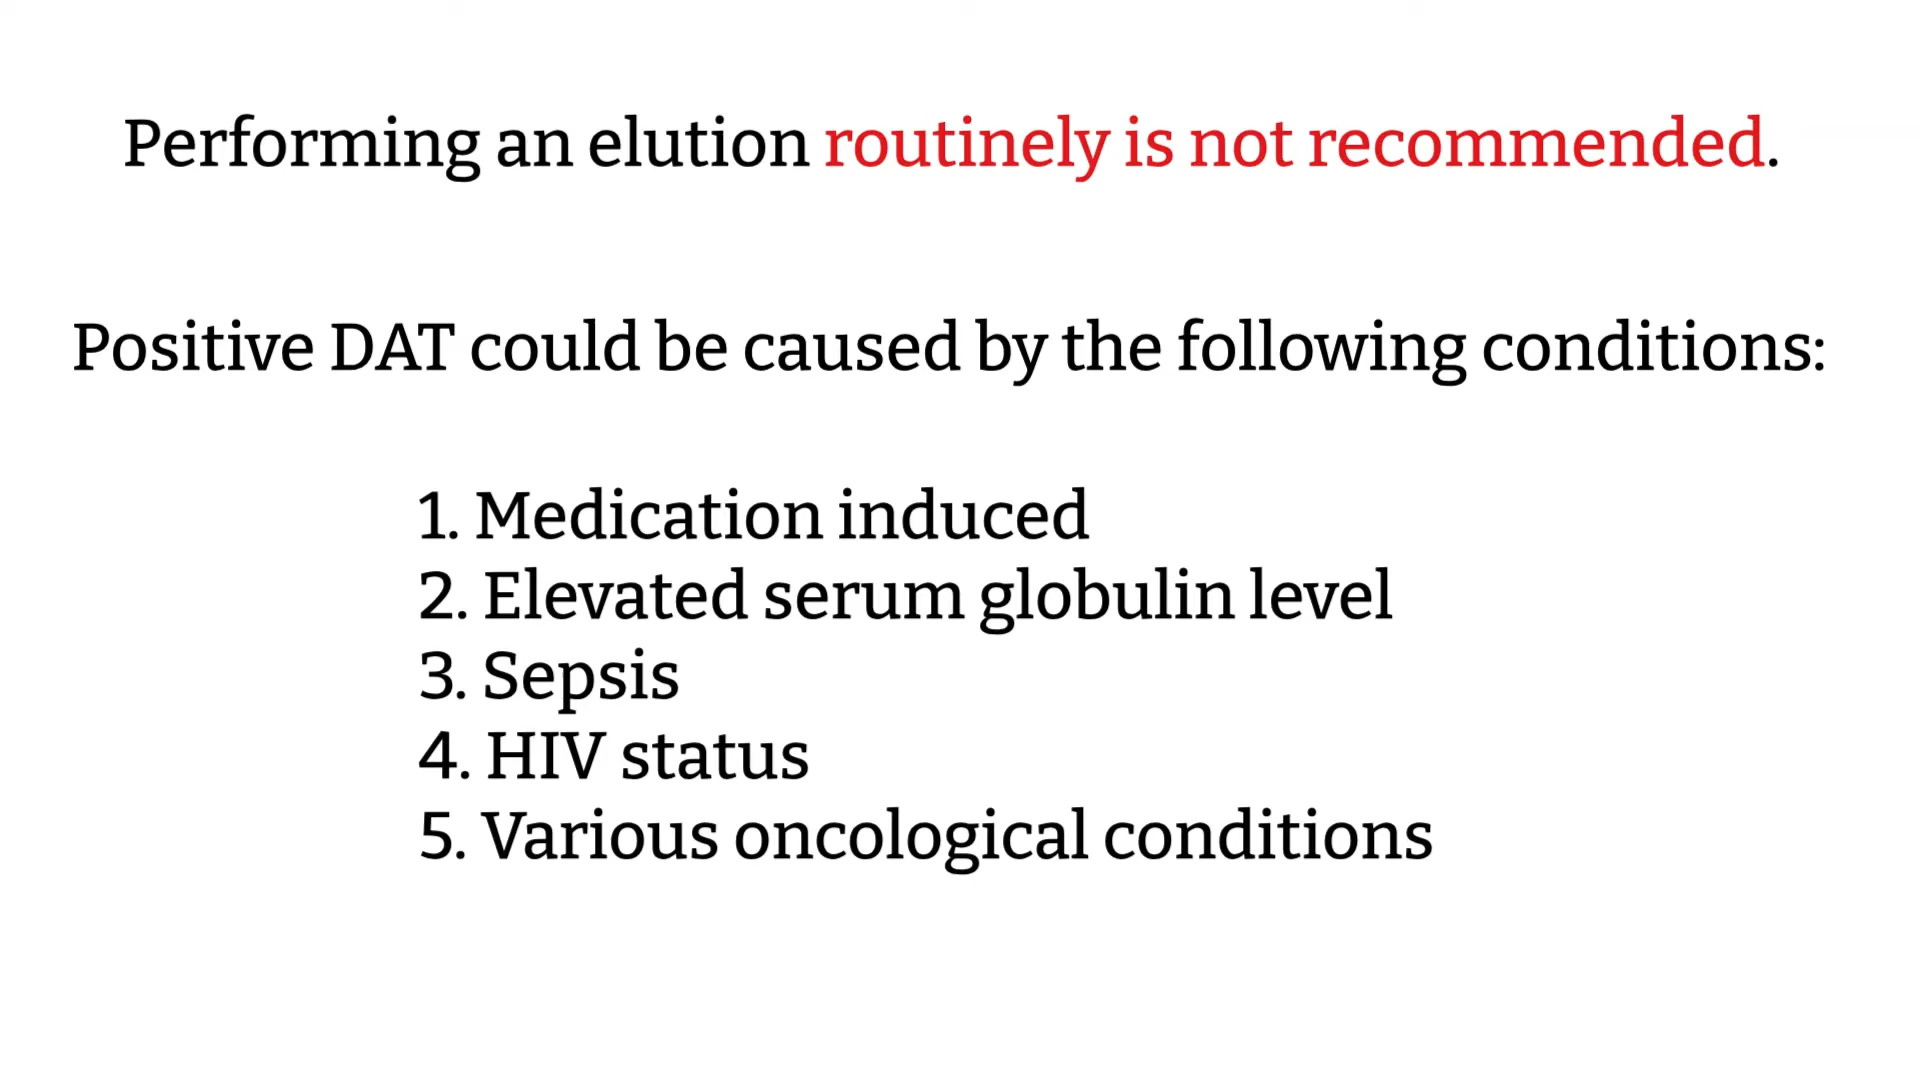 Performing an elution routinely is not recommended.
Positive DAT could be caused by the following conditions:
1. Medication induced
2. Elevated serum globulin level
3. Sepsis
4. HIV status
5. Various oncological conditions